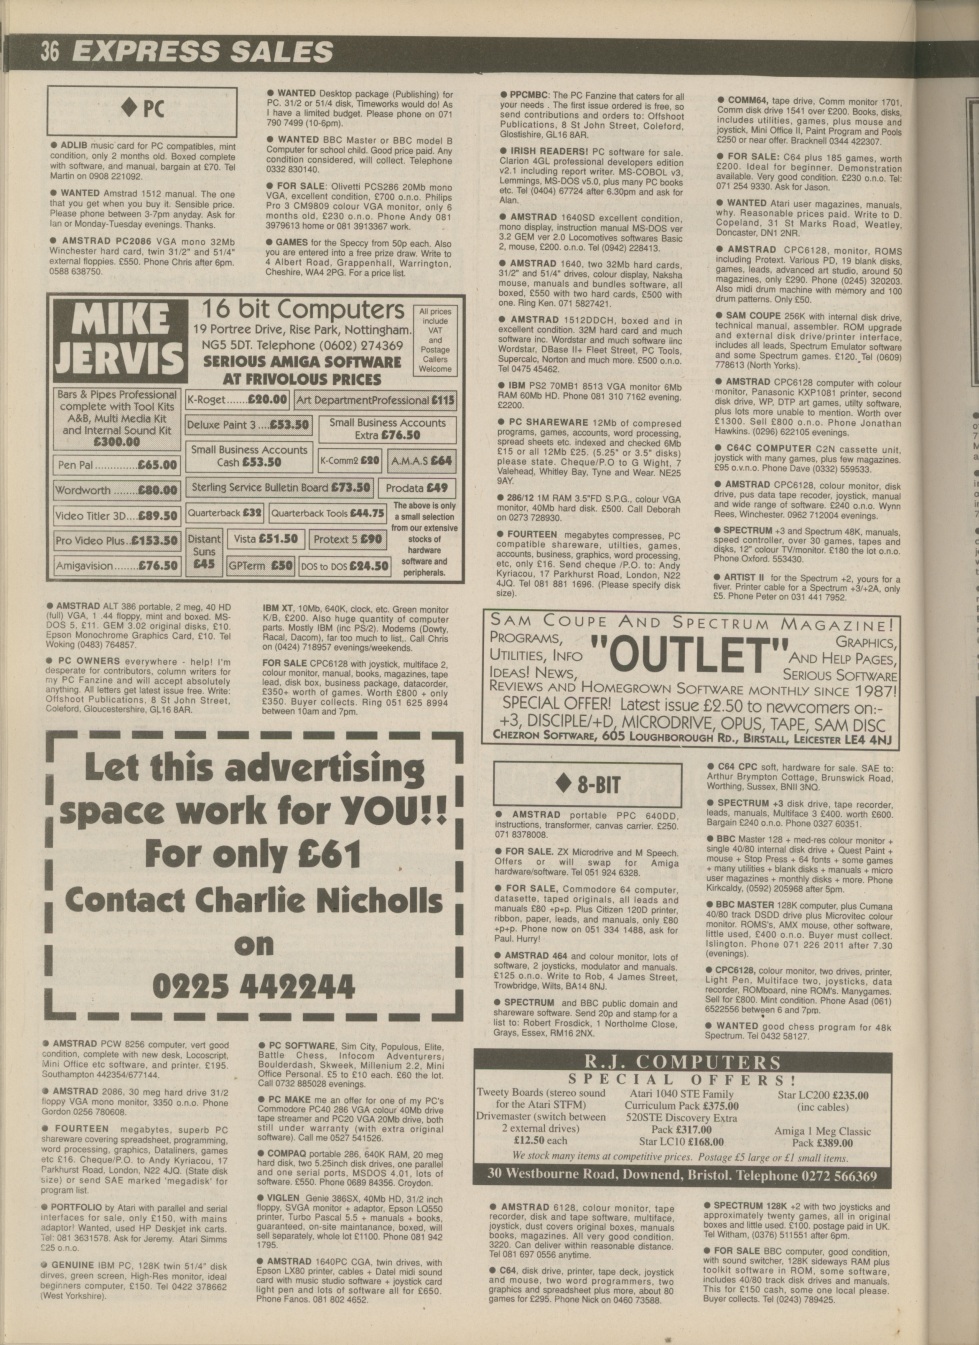 36 EXPRESS SALES
◆ PC
● ADLIB music card for PC compatibles, mint
condition, only 2 months old. Boxed complete
with software, and manual, bargain at £70. Tel
Martin on 0908 221092.
● WANTED Amstrad 1512 manual. The one
that you get when you buy it. Sensible price.
Please phone between 3-7pm anyday. Ask for
Ian or Monday-Tuesday evenings. Thanks.
● AMSTRAD PC2086 VGA mono 32Mb
Winchester hard card, twin 31/2" and 51/4"
external floppies. £550. Phone Chris after 6pm.
0588 638750.
● WANTED Desktop package (Publishing) for
PC. 31/2 or 51/4 disk, Timeworks would do! As
I have a limited budget. Please phone on 071
790 7499 (10-6pm).
● WANTED BBC Master or BBC model B
Computer for school child. Good price paid. Any
condition considered, will collect. Telephone
0332 830140.
● FOR SALE: Olivetti PCS286 20Mb mono
VGA, excellent condition, £700 o.n.o. Philips
Pro 3 CM9809 colour VGA monitor, only 6
months old, £230 o.n.o. Phone Andy 081
3979613 home or 081 3913367 work.
● GAMES for the Speccy from 50p each. Also
you are entered into a free prize draw. Write to
4 Albert Road, Grappenhall, Warrington,
Cheshire, WA4 2PG. For a price list.
MIKE
JERVIS
16 bit Computers
19 Portree Drive, Rise Park, Nottingham.
NG5 5DT. Telephone (0602) 274369
SERIOUS AMIGA SOFTWARE
AT FRIVOLOUS PRICES
All prices
include
VAT
and
Postage
Callers
Welcome
Bars & Pipes Professional
complete with Tool Kits
A&B, Multi Media Kit
and Internal Sound Kit
£300.00
K-Roget.......£20.00
Art DepartmentProfessional £115
Deluxe Paint 3 ....£53.50
Small Business Accounts
Extra £76.50
Small Business Accounts
Cash £53.50
K-Comm2 £20
A.M.A.S £64
Pen Pal ..............£65.00
Wordworth ........£80.00
Sterling Service Bulletin Board £73.50
Prodata £49
Video Titler 3D....£89.50
Quarterback £32
Quarterback Tools £44.75
The above is only
a small selection
from our extensive
stocks of
hardware
software and
peripherals.
Pro Video Plus..£153.50
Distant
Suns
£45
Vista £51.50
Protext 5 £90
Amigavision.......£76.50
GPTerm £50
DOS to DOS £24.50
● AMSTRAD ALT 386 portable, 2 meg, 40 HD
(full) VGA, 1 .44 floppy, mint and boxed. MS-
DOS 5, £11. GEM 3.02 original disks, £10.
Epson Monochrome Graphics Card, £10. Tel
Woking (0483) 764857.
● PC OWNERS everywhere - help! I'm
desperate for contributors, column writers for
my PC Fanzine and will accept absolutely
anything. All letters get latest issue free. Write:
Offshoot Publications, 8 St John Street,
Coleford, Gloucestershire, GL16 8AR.
IBM XT, 10Mb, 640K, clock, etc. Green monitor
K/B, £200. Also huge quantity of computer
parts. Mostly IBM (inc PS/2). Modems (Dowty,
Racal, Dacom), far too much to list.. Call Chris
on (0424) 718957 evenings/weekends.
FOR SALE CPC6128 with joystick, multiface 2,
colour monitor, manual, books, magazines, tape
lead, disk box, business package, datacorder,
£350+ worth of games. Worth £800 + only
£350. Buyer collects. Ring 051 625 8994
between 10am and 7pm.
Let this advertising
space work for YOU!!
For only £61
Contact Charlie Nicholls
on
0225 442244
● AMSTRAD PCW 8256 computer, vert good
condition, complete with new desk, Locoscript,
Mini Office etc software, and printer. £195.
Southampton 442354/677144.
● AMSTRAD 2086, 30 meg hard drive 31/2
floppy VGA mono monitor, 3350 o.n.o. Phone
Gordon 0256 780608.
● FOURTEEN megabytes, superb PC
shareware covering spreadsheet, programming,
word processing, graphics, Dataliners, games
etc £16. Cheque/P.O. to Andy Kyriacou, 17
Parkhurst Road, London, N22 4JQ. (State disk
size) or send SAE marked 'megadisk' for
program list.
● PORTFOLIO by Atari with parallel and serial
interfaces for sale, only £150, with mains
adaptor! Wanted, used HP Deskjet ink carts.
Tel: 081 3631578. Ask for Jeremy. Atari Simms
£25 o.n.o.
● GENUINE IBM PC, 128K twin 51/4" disk
dirves, green screen, High-Res monitor, ideal
beginners computer, £150. Tel 0422 378662
(West Yorkshire).
● PC SOFTWARE, Sim City, Populous, Elite,
Battle Chess, Infocom Adventurers;
Boulderdash, Skweek, Millenium 2.2, Mini
Office Personal. £5 to £10 each. £60 the lot.
Call 0732 885028 evenings.
● PC MAKE me an offer for one of my PC's
Commodore PC40 286 VGA colour 40Mb drive
tape streamer and PC20 VGA 20Mb drive, both
still under warranty (with extra original
software). Call me 0527 541526.
● COMPAQ portable 286, 640K RAM, 20 meg
hard disk, two 5.25inch disk drives, one parallel
and one serial ports, MSDOS 4.01, lots of
software. £550. Phone 0689 84356. Croydon.
● VIGLEN Genie 386SX, 40Mb HD, 31/2 inch
floppy, SVGA monitor + adaptor, Epson LQ550
printer, Turbo Pascal 5.5 + manuals + books,
guaranteed, on-site maintanance, boxed, will
sell separately, whole lot £1100. Phone 081 942
1795.
● AMSTRAD 1640PC CGA, twin drives, with
Epson LX80 printer, cables + Datel midi sound
card with music studio software + joystick card
light pen and lots of software all for £650.
Phone Fanos. 081 802 4652.
● PPCMBC: The PC Fanzine that caters for all
your needs . The first issue ordered is free, so
send contributions and orders to: Offshoot
Publications, 8 St John Street, Coleford,
Glostishire, GL16 8AR.
● IRISH READERS! PC software for sale.
Clarion 4GL professional developers edition
v2.1 including report writer. MS-COBOL v3,
Lemmings, MS-DOS v5.0, plus many PC books
etc. Tel (0404) 67724 after 6.30pm and ask for
Alan.
● AMSTRAD 1640SD excellent condition,
mono display, instruction manual MS-DOS ver
3.2 GEM ver 2.0 Locomotives softwares Basic
2, mouse, £200. o.n.o. Tel (0942) 228413.
● AMSTRAD 1640, two 32Mb hard cards,
31/2" and 51/4" drives, colour display, Naksha
mouse, manuals and bundles software, all
boxed, £550 with two hard cards, £500 with
one. Ring Ken. 071 5827421.
● AMSTRAD 1512DDCH, boxed and in
excellent condition. 32M hard card and much
software inc. Wordstar and much software iinc
Wordstar, DBase II+ Fleet Street, PC Tools,
Supercalc, Norton and much more. £500 o.n.o.
Tel 0475 45462.
● IBM PS2 70MB1 8513 VGA monitor 6Mb
RAM 60Mb HD. Phone 081 310 7162 evening.
£2200.
● PC SHAREWARE 12Mb of compresed
programs, games, accounts, word processing,
spread sheets etc. indexed and checked 6Mb
£15 or all 12Mb £25. (5.25" or 3.5" disks)
please state. Cheque/P.O to G Wight, 7
Valehead, Whitley Bay, Tyne and Wear. NE25
9AY.
● 286/12 1M RAM 3.5"FD S.P.G., colour VGA
monitor, 40Mb hard disk. £500. Call Deborah
on 0273 728930.
● FOURTEEN megabytes compresses, PC
compatible shareware, utilties, games,
accounts, business, graphics, word processing,
etc, only £16. Send cheque /P.O. to: Andy
Kyriacou, 17 Parkhurst Road, London, N22
4JQ. Tel 081 881 1696. (Please specify disk
size).
● COMM64, tape drive, Comm monitor 1701,
Comm disk drive 1541 over £200. Books, disks,
includes utilities, games, plus mouse and
joystick, Mini Office II, Paint Program and Pools
£250 or near offer. Bracknell 0344 422307.
● FOR SALE: C64 plus 185 games, worth
£200. Ideal for beginner. Demonstration
available. Very good condition. £230 o.n.o. Tel:
071 254 9330. Ask for Jason.
● WANTED Atari user magazines, manuals,
why. Reasonable prices paid. Write to D.
Copeland, 31 St Marks Road, Weatley,
Doncaster, DN1 2NR.
● AMSTRAD CPC6128, monitor, ROMS
including Protext. Various PD, 19 blank disks,
games, leads, advanced art studio, around 50
magazines, only £290. Phone (0245) 320203.
Also midi drum machine with memory and 100
drum patterns. Only £50.
● SAM COUPE 256K with internal disk drive,
technical manual, assembler. ROM upgrade
and external disk drive/printer interface,
includes all leads, Spectrum Emulator software
and some Spectrum games. £120. Tel (0609)
778613 (North Yorks).
● AMSTRAD CPC6128 computer with colour
monitor, Panasonic KXP1081 printer, second
disk drive, WP, DTP art games, utilty software,
plus lots more unable to mention. Worth over
£1300. Sell £800 o.n.o. Phone Jonathan
Hawkins. (0296) 622105 evenings.
● C64C COMPUTER C2N cassette unit,
joystick with many games, plus few magazines.
£95 o.v.n.o. Phone Dave (0332) 559533.
● AMSTRAD CPC6128, colour monitor, disk
drive, pus data tape recoder, joystick, manual
and wide range of software. £240 o.n.o. Wynn
Rees, Winchester. 0962 712004 evenings.
● SPECTRUM +3 and Spectrum 48K, manuals,
speed controller, over 30 games, tapes and
disks, 12" colour TV/monitor. £180 the lot o.n.o.
Phone Oxford. 553430.
● ARTIST II for the Spectrum +2, yours for a
fiver. Printer cable for a Spectrum +3/+2A, only
£5. Phone Peter on 031 441 7952.
SAM COUPE AND SPECTRUM MAGAZINE!
PROGRAMS,
UTILITIES, INFO
IDEAS! NEWS,
"OUTLET"
GRAPHICS,
AND HELP PAGES,
SERIOUS SOFTWARE
REVIEWS AND HOMEGROWN SOFTWARE MONTHLY SINCE 1987!
SPECIAL OFFER! Latest issue £2.50 to newcomers on:-
+3, DISCIPLE/+D, MICRODRIVE, OPUS, TAPE, SAM DISC
CHEZRON SOFTWARE, 605 LOUGHBOROUGH RD., BIRSTALL, LEICESTER LE4 4NJ
◆ 8-BIT
● AMSTRAD portable PPC 640DD,
instructions, transformer, canvas carrier. £250.
071 8378008.
● FOR SALE. ZX Microdrive and M Speech.
Offers or will swap for Amiga
hardware/software. Tel 051 924 6328.
● FOR SALE, Commodore 64 computer,
datasette, taped originals, all leads and
manuals £80 +p+p. Plus Citizen 120D printer,
ribbon, paper, leads, and manuals, only £80
+p+p. Phone now on 051 334 1488, ask for
Paul. Hurry!
● AMSTRAD 464 and colour monitor, lots of
software, 2 joysticks, modulator and manuals.
£125 o.n.o. Write to Rob, 4 James Street,
Trowbridge, Wilts, BA14 8NJ.
● SPECTRUM and BBC public domain and
shareware software. Send 20p and stamp for a
list to: Robert Frosdick, 1 Northolme Close,
Grays, Essex, RM16 2NX.
● C64 CPC soft, hardware for sale. SAE to:
Arthur Brympton Cottage, Brunswick Road,
Worthing, Sussex, BNII 3NQ.
● SPECTRUM +3 disk drive, tape recorder,
leads, manuals, Multiface 3 £400. worth £600.
Bargain £240 o.n.o. Phone 0327 60351.
● BBC Master 128 + med-res colour monitor +
single 40/80 internal disk drive + Quest Paint +
mouse + Stop Press + 64 fonts + some games
+ many utilities + blank disks + manuals + micro
user magazines + monthly disks + more. Phone
Kirkcaldy, (0592) 205968 after 5pm.
● BBC MASTER 128K computer, plus Cumana
40/80 track DSDD drive plus Microvitec colour
monitor. ROMS's, AMX mouse, other software,
little used, £400 o.n.o. Buyer must collect.
Islington. Phone 071 226 2011 after 7.30
(evenings).
● CPC6128, colour monitor, two drives, printer,
Light Pen, Multiface two, joysticks, data
recorder, ROMboard, nine ROM's. Manygames.
Sell for £800. Mint condition. Phone Asad (061)
6522556 between 6 and 7pm.
● WANTED good chess program for 48k
Spectrum. Tel 0432 58127.
R.J. COMPUTERS
SPECIAL OFFERS!
Tweety Boards (stereo sound
for the Atari STFM)
Drivemaster (switch between
2 external drives)
£12.50 each
Atari 1040 STE Family
Curriculum Pack £375.00
520STE Discovery Extra
Pack £317.00
Star LC10 £168.00
Star LC200 £235.00
(inc cables)
Amiga 1 Meg Classic
Pack £389.00
We stock many items at competitive prices. Postage £5 large or £1 small items.
30 Westbourne Road, Downend, Bristol. Telephone 0272 566369
● AMSTRAD 6128, colour monitor, tape
recorder, disk and tape software, multiface,
joystick, dust covers original boxes, manuals
books, magazines. All very good condition.
3220. Can deliver within reasonable distance.
Tel 081 697 0556 anytime.
● C64, disk drive, printer, tape deck, joystick
and mouse, two word programmers, two
graphics and spreadsheet plus more, about 80
games for £295. Phone Nick on 0460 73588.
● SPECTRUM 128K +2 with two joysticks and
approximately twenty games, all in original
boxes and little used. £100. postage paid in UK.
Tel Witham, (0376) 511551 after 6pm.
● FOR SALE BBC computer, good condition,
with sound switcher, 128K sideways RAM plus
toolkit software in ROM, some software,
includes 40/80 track disk drives and manuals.
This for £150 cash, some one local please.
Buyer collects. Tel (0243) 789425.